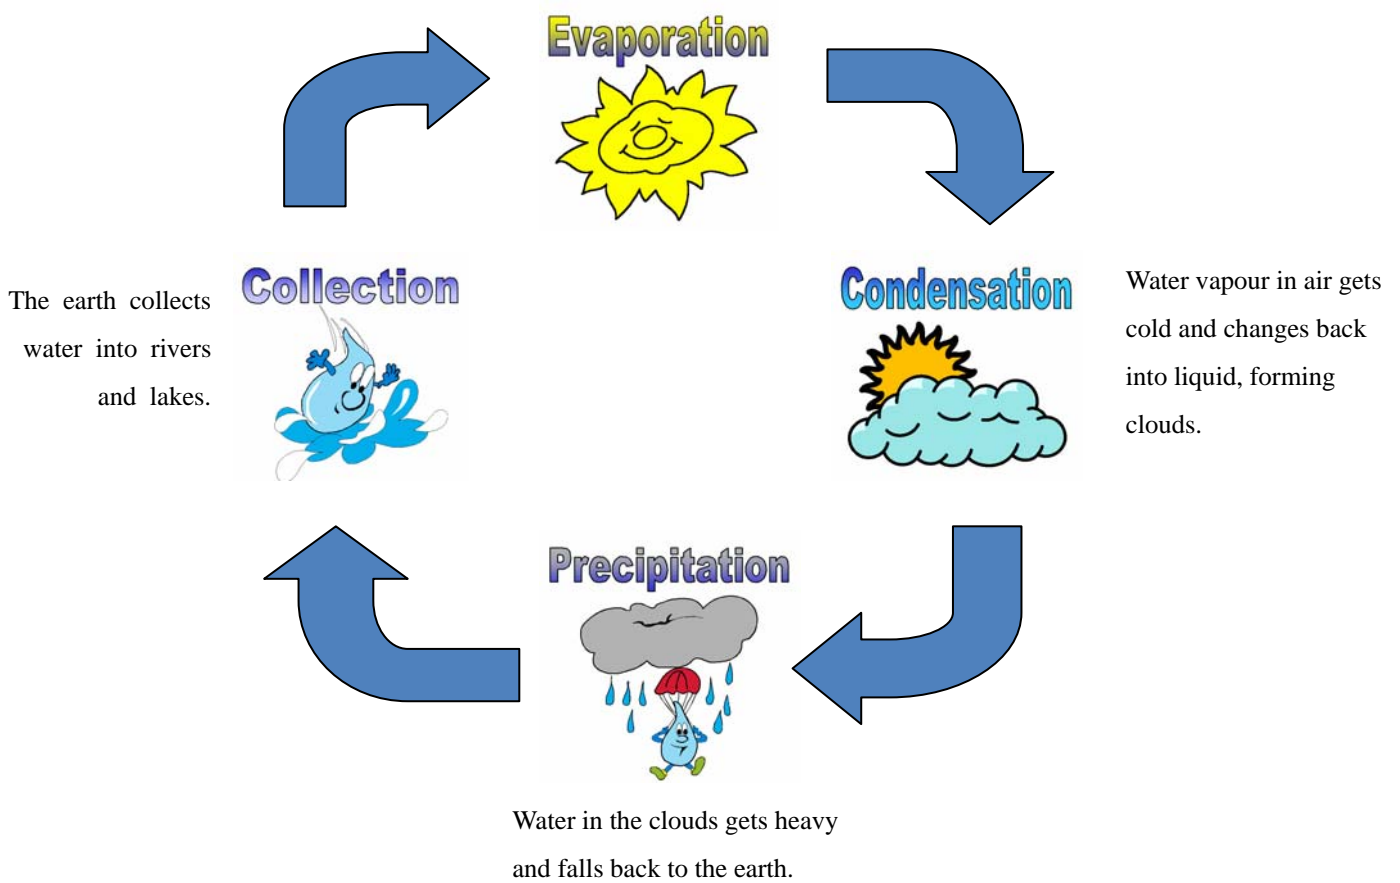 Evaporation
Collection
The earth collects
water into rivers
and lakes.
Condensation
Water vapour in air gets
cold and changes back
into liquid, forming
clouds.
Precipitation
Water in the clouds gets heavy
and falls back to the earth.